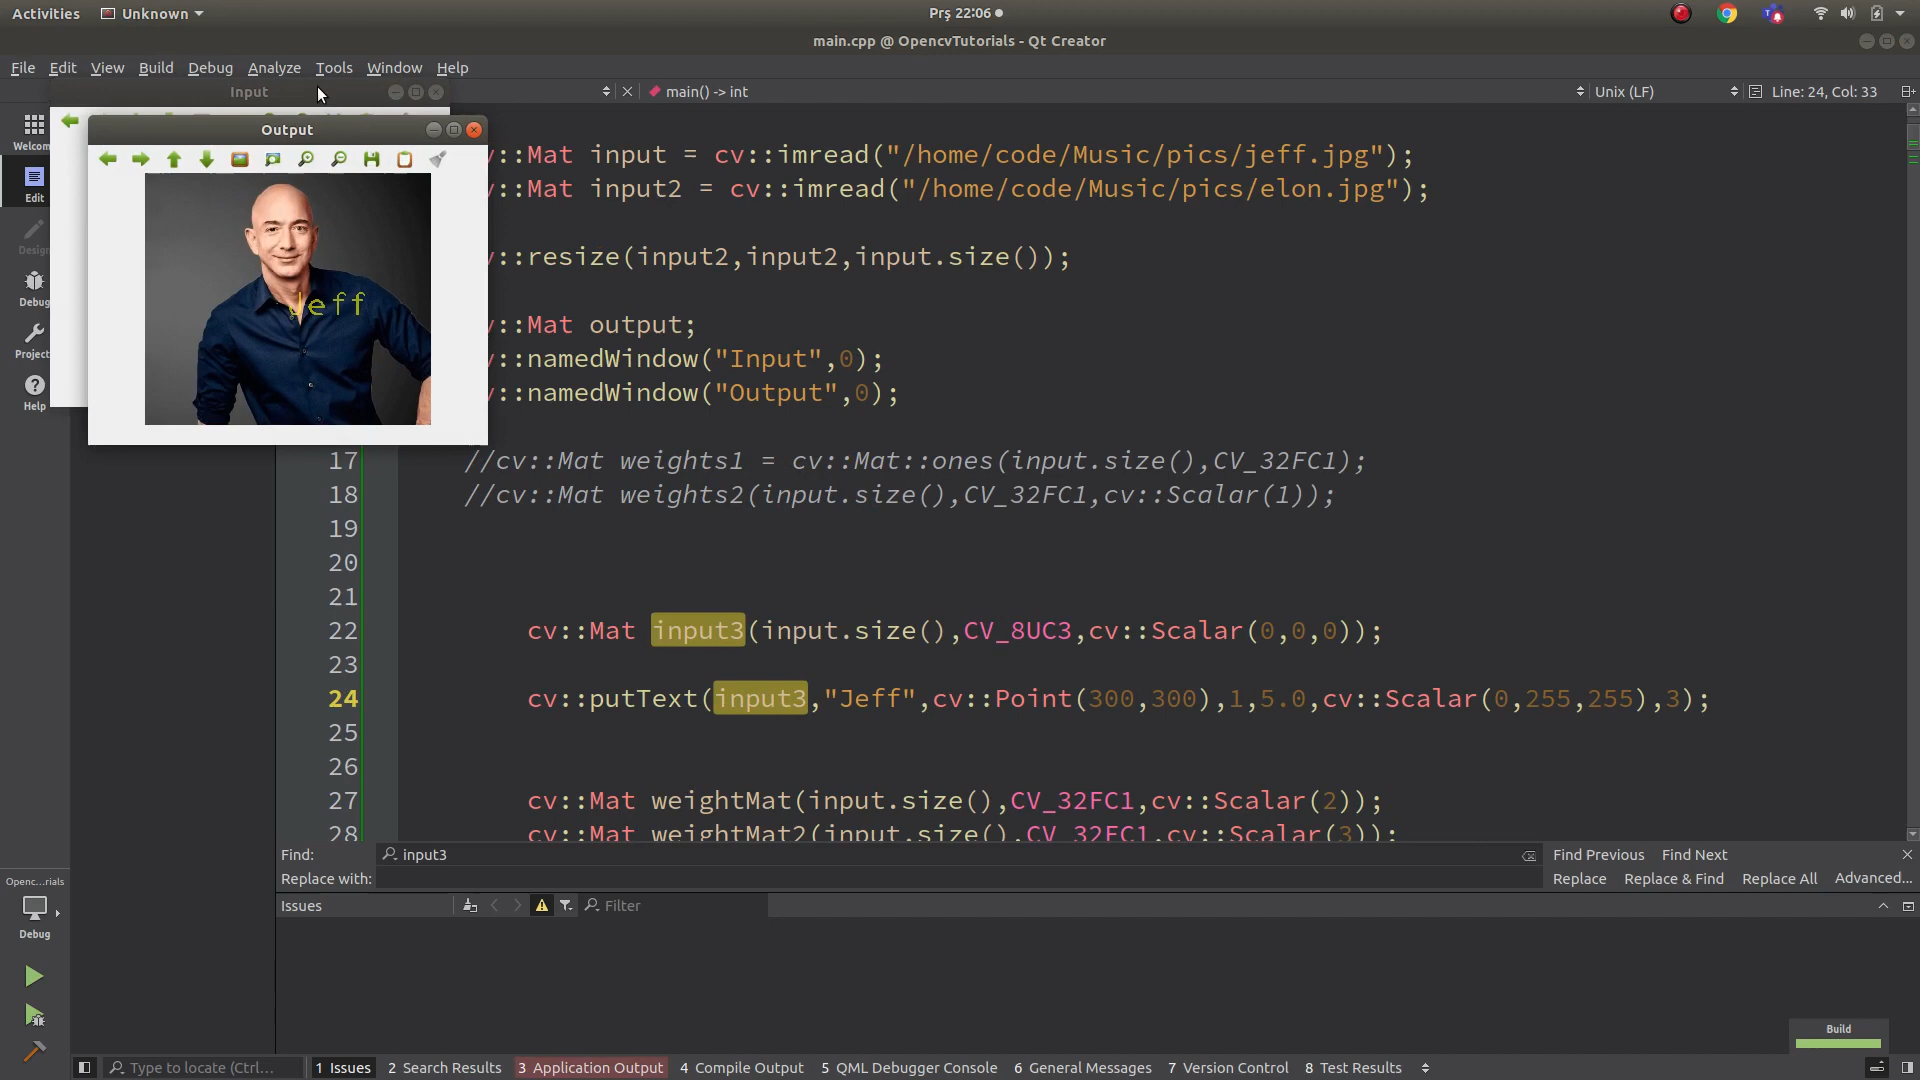 Activities Unknown Prş 22:06
main.cpp @ OpencvTutorials - Qt Creator
File Edit View Build Debug Analyze Tools Window Help
Input main() -> int Unix (LF) Line: 24, Col: 33
Output
Welcom
Edit
Design
Debug
Project
Help
Jeff
::Mat input = cv::imread("/home/code/Music/pics/jeff.jpg");
::Mat input2 = cv::imread("/home/code/Music/pics/elon.jpg");
::resize(input2,input2,input.size());
::Mat output;
::namedWindow("Input",0);
::namedWindow("Output",0);
17 //cv::Mat weights1 = cv::Mat::ones(input.size(),CV_32FC1);
18 //cv::Mat weights2(input.size(),CV_32FC1,cv::Scalar(1));
19
20
21
22 cv::Mat input3(input.size(),CV_8UC3,cv::Scalar(0,0,0));
23
24 cv::putText(input3,"Jeff",cv::Point(300,300),1,5.0,cv::Scalar(0,255,255),3);
25
26
27 cv::Mat weightMat(input.size(),CV_32FC1,cv::Scalar(2));
28 cv::Mat weightMat2(input.size(),CV_32FC1,cv::Scalar(3));
Find: input3 Find Previous Find Next
Replace with: Replace Replace & Find Replace All Advanced...
Openc...rials
Debug
Issues Filter
Build
Type to locate (Ctrl... 1 Issues 2 Search Results 3 Application Output 4 Compile Output 5 QML Debugger Console 6 General Messages 7 Version Control 8 Test Results